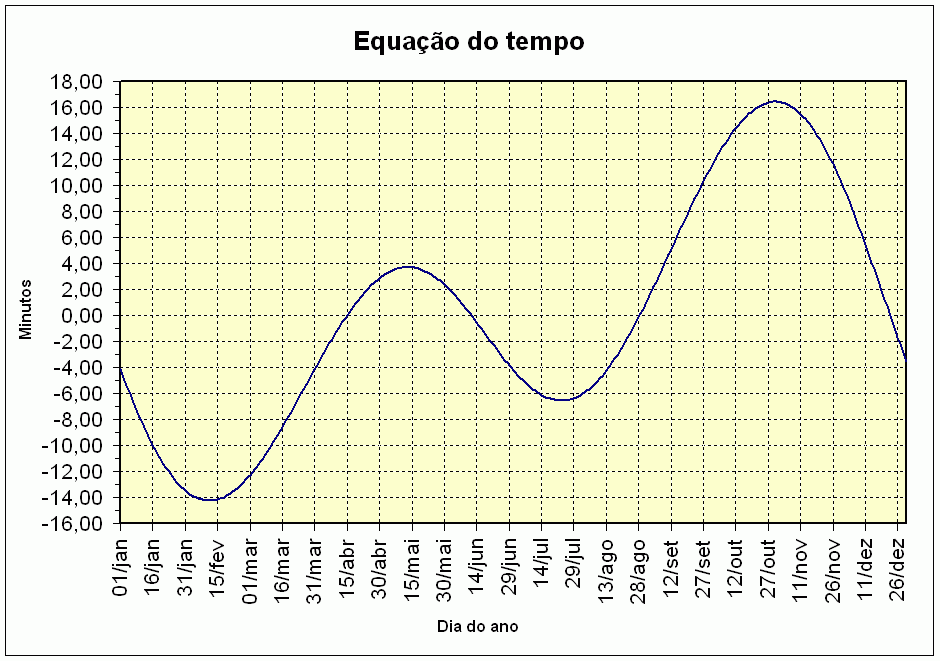 Equação do tempo
18,00
16,00
14,00
12,00
10,00
8,00
6,00
4,00
2,00
0,00
-2,00
-4,00
-6,00
-8,00
-10,00
-12,00
-14,00
-16,00
Minutos
01/jan
16/jan
31/jan
15/fev
01/mar
16/mar
31/mar
15/abr
30/abr
15/mai
30/mai
14/jun
29/jun
14/jul
29/jul
13/ago
28/ago
12/set
27/set
12/out
27/out
11/nov
26/nov
11/dez
26/dez
Dia do ano